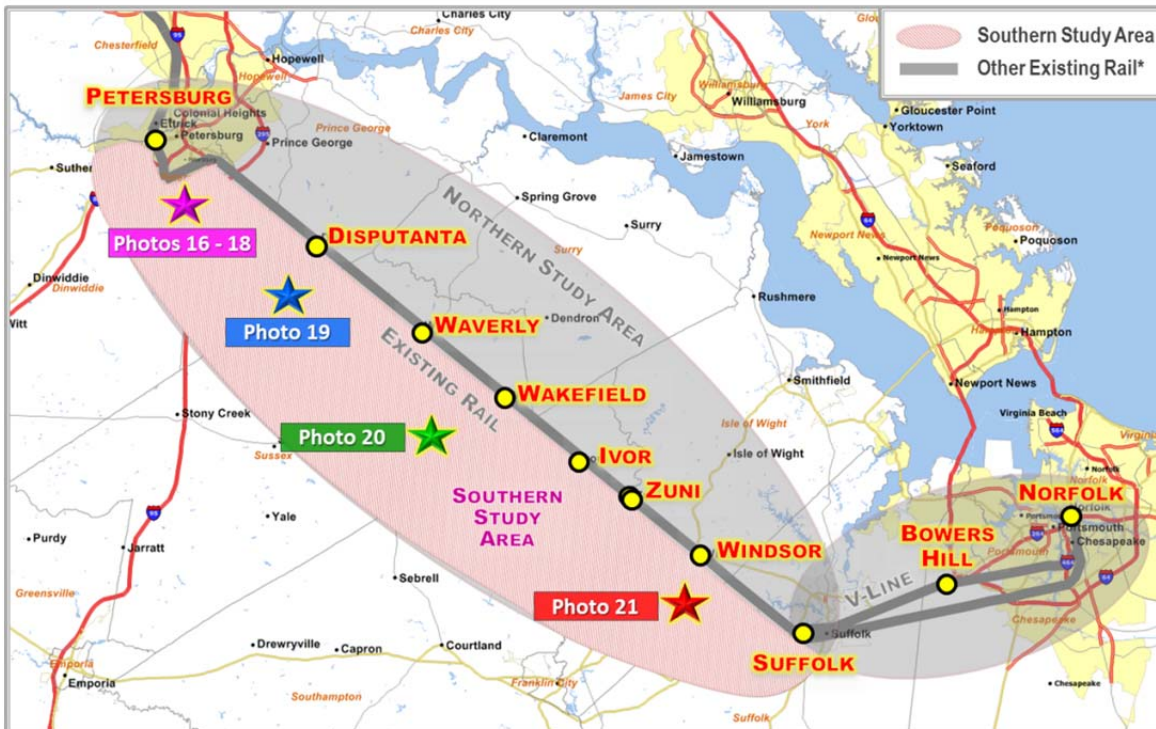 Southern Study Area
Other Existing Rail*
Charles City
Charles City
Chesterfield
Hopewell
Hopewell
PETERSBURG
Colonial Heights
Ettrick
Petersburg
Prince George
Prince George
James City
Williamsburg
Williamsburg
York
Gloucester Point
Yorktown
Claremont
Jamestown
Seaford
Spring Grove
Surry
Surry
NORTHERN STUDY AREA
Photos 16 - 18
DISPUTANTA
Dinwiddie
Dinwiddie
Newport News
Newport News
Poquoson
Poquoson
Photo 19
WAVERLY
Dendron
Rushmere
Hampton
Hampton
EXISTING RAIL
WAKEFIELD
Smithfield
Newport News
Stony Creek
Sussex
Photo 20
Isle of Wight
Isle of Wight
Virginia Beach
IVOR
ZUNI
SOUTHERN
STUDY
AREA
Norfolk
Norfolk
NORFOLK
Portsmouth
Chesapeake
Yale
Purdy
Jarratt
WINDSOR
BOWERS
HILL
Portsmouth
V-LINE
Sebrell
Greensville
Photo 21
Chesapeake
Suffolk
SUFFOLK
Drewryville
Capron
Courtland
Emporia
Emporia
Franklin City
Southampton
Suffolk
Chesapeake